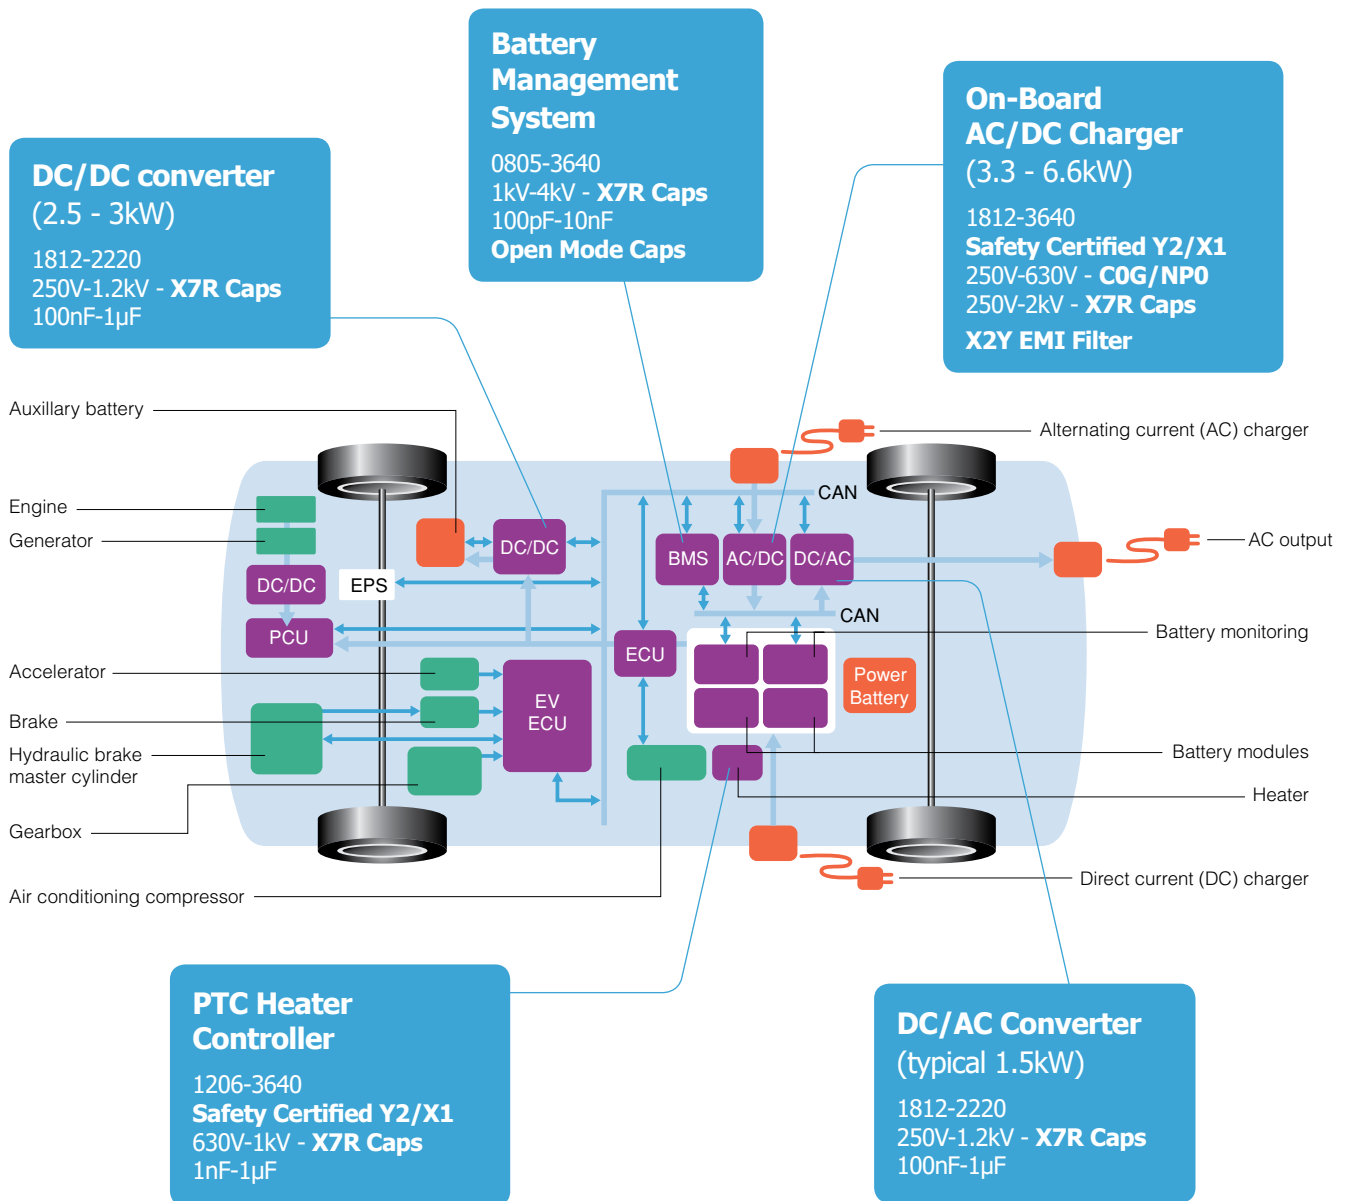 Battery
Management
System
0805-3640
1kV-4kV - X7R Caps
100pF-10nF
Open Mode Caps
On-Board
AC/DC Charger
(3.3 - 6.6kW)
1812-3640
Safety Certified Y2/X1
250V-630V - C0G/NP0
250V-2kV - X7R Caps
X2Y EMI Filter
DC/DC converter
(2.5 - 3kW)
1812-2220
250V-1.2kV - X7R Caps
100nF-1µF
Auxillary battery
Alternating current (AC) charger
Engine
Generator
CAN
DC/DC
BMS
AC/DC
DC/AC
AC output
DC/DC
EPS
PCU
CAN
ECU
Battery monitoring
Accelerator
Power
Battery
EV
ECU
Brake
Hydraulic brake
master cylinder
Battery modules
Heater
Gearbox
Air conditioning compressor
Direct current (DC) charger
PTC Heater
Controller
1206-3640
Safety Certified Y2/X1
630V-1kV - X7R Caps
1nF-1µF
DC/AC Converter
(typical 1.5kW)
1812-2220
250V-1.2kV - X7R Caps
100nF-1µF